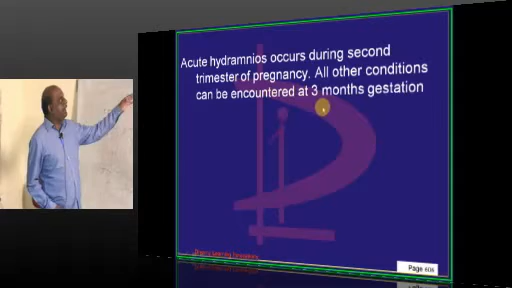 Acute hydramnios occurs during second
trimester of pregnancy. All other conditions
can be encountered at 3 months gestation
Page 606